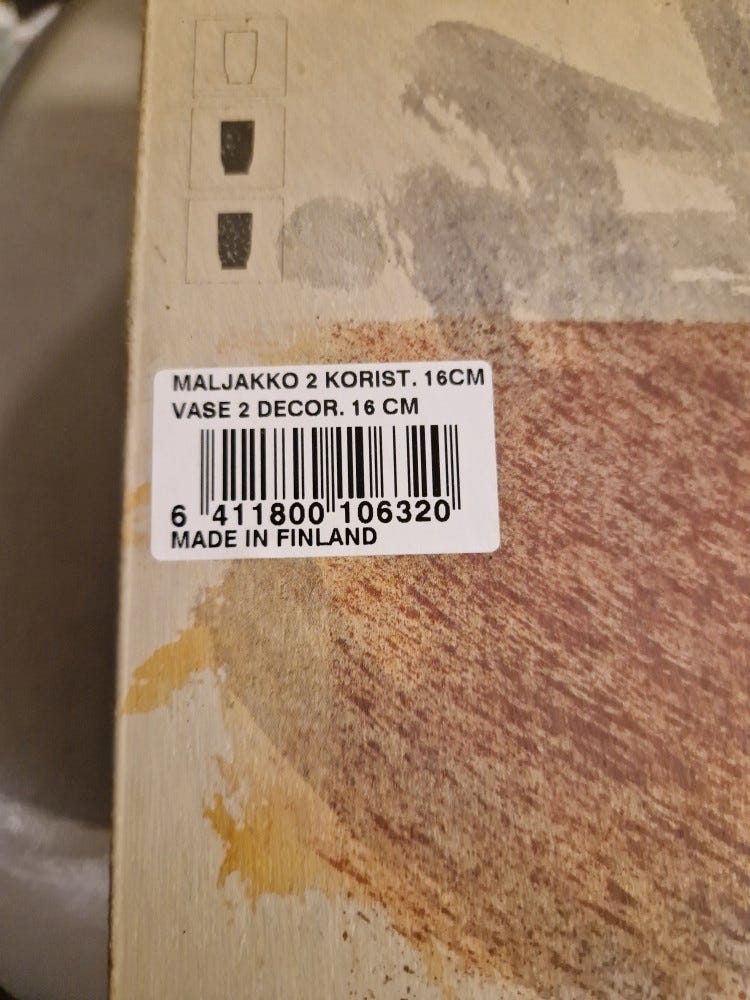 MALJAKKO 2 KORIST. 16CM
VASE 2 DECOR. 16 CM
6 411800 106320
MADE IN FINLAND